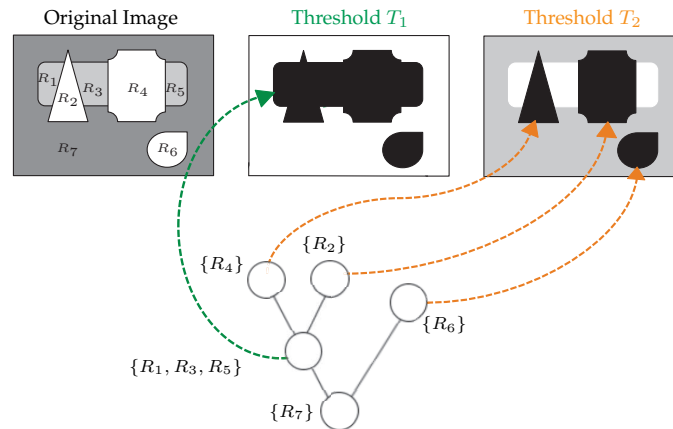 Original Image
Threshold T₁
Threshold T₂
R₁
R₂
R₃
R₄
R₅
R₆
R₇
{R₄}
{R₂}
{R₆}
{R₁, R₃, R₅}
{R₇}